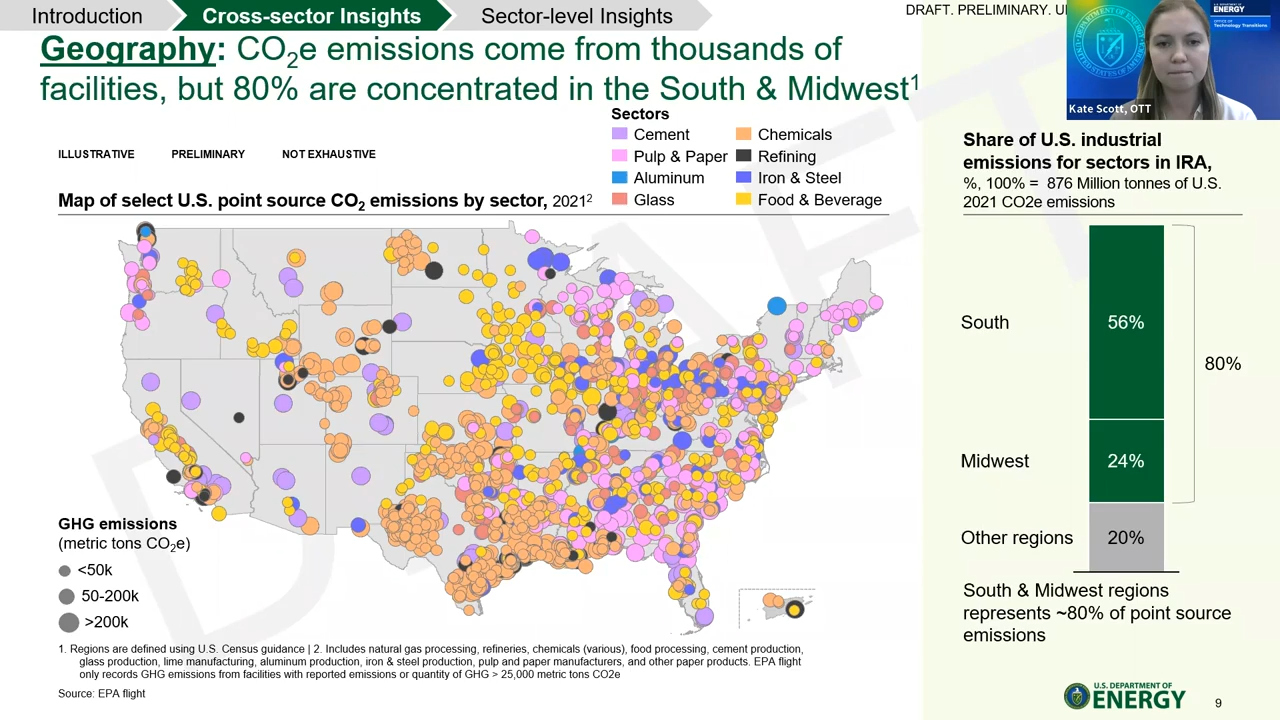 Introduction
Cross-sector Insights
Sector-level Insights
DRAFT. PRELIMINARY.
U.S. DEPARTMENT OF
ENERGY
OFFICE OF
Technology Transitions
Kate Scott, OTT
Geography: CO2e emissions come from thousands of
facilities, but 80% are concentrated in the South & Midwest1
ILLUSTRATIVE PRELIMINARY NOT EXHAUSTIVE
Sectors
Cement
Chemicals
Pulp & Paper
Refining
Aluminum
Iron & Steel
Glass
Food & Beverage
Map of select U.S. point source CO2 emissions by sector, 20212
GHG emissions
(metric tons CO2e)
<50k
50-200k
>200k
DRAFT
Share of U.S. industrial
emissions for sectors in IRA,
%, 100% = 876 Million tonnes of U.S.
2021 CO2e emissions
South
56%
80%
Midwest
24%
Other regions
20%
South & Midwest regions
represents ~80% of point source
emissions
1. Regions are defined using U.S. Census guidance | 2. Includes natural gas processing, refineries, chemicals (various), food processing, cement production,
glass production, lime manufacturing, aluminum production, iron & steel production, pulp and paper manufacturers, and other paper products. EPA flight
only records GHG emissions from facilities with reported emissions or quantity of GHG > 25,000 metric tons CO2e
Source: EPA flight
U.S. DEPARTMENT OF
ENERGY
9